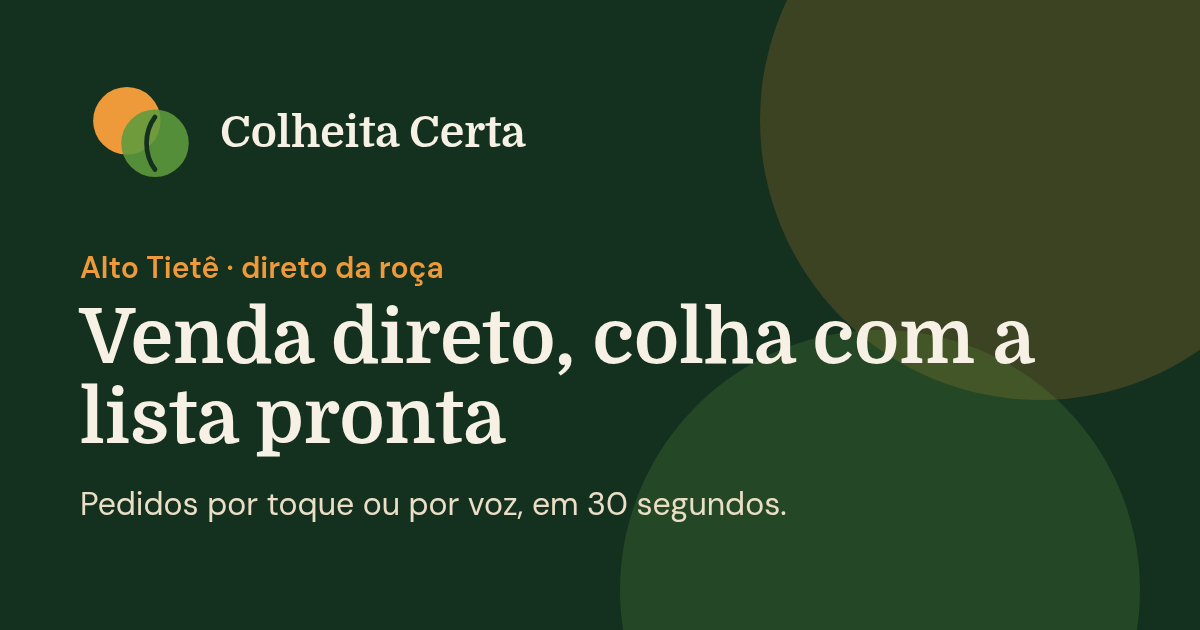 Colheita Certa
Alto Tietê · direto da roça
Venda direto, colha com a
lista pronta
Pedidos por toque ou por voz, em 30 segundos.